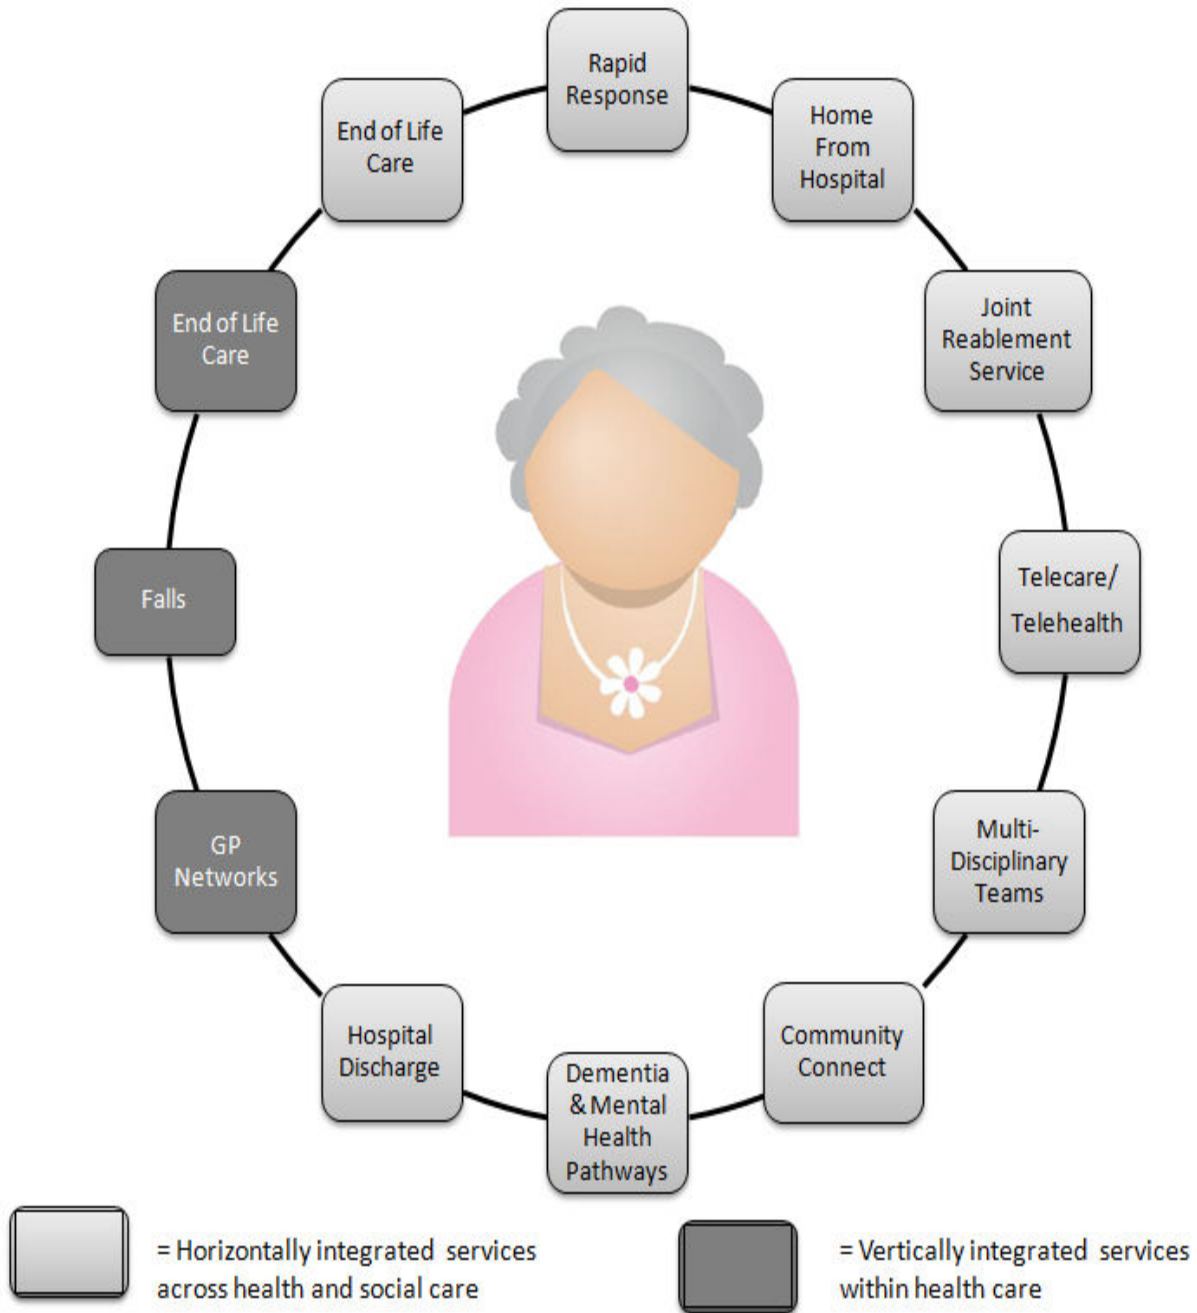 Rapid
Response
Home
From
Hospital
Joint
Reablement
Service
Telecare/
Telehealth
Multi-
Disciplinary
Teams
Community
Connect
Dementia
& Mental
Health
Pathways
Hospital
Discharge
GP
Networks
Falls
End of Life
Care
End of Life
Care
= Horizontally integrated services
across health and social care
= Vertically integrated services
within health care